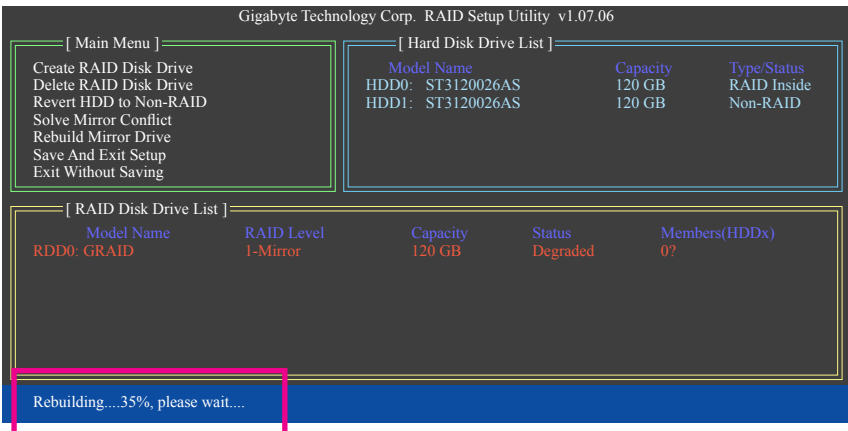 Gigabyte Technology Corp. RAID Setup Utility v1.07.06
[ Main Menu ]
Create RAID Disk Drive
Delete RAID Disk Drive
Revert HDD to Non-RAID
Solve Mirror Conflict
Rebuild Mirror Drive
Save And Exit Setup
Exit Without Saving
[ Hard Disk Drive List ]
Model Name Capacity Type/Status
HDD0: ST3120026AS 120 GB RAID Inside
HDD1: ST3120026AS 120 GB Non-RAID
[ RAID Disk Drive List ]
Model Name RAID Level Capacity Status Members(HDDx)
RDD0: GRAID 1-Mirror 120 GB Degraded 0?
Rebuilding....35%, please wait....